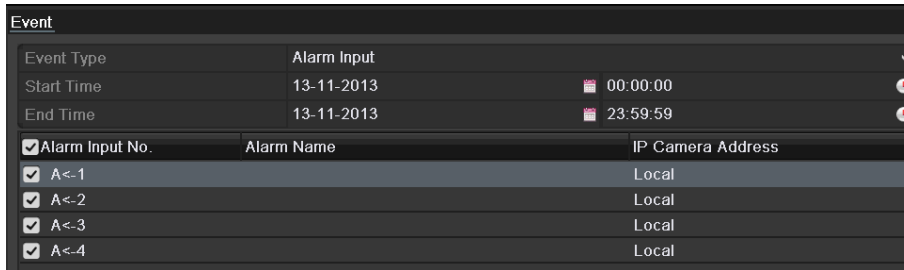 Event
Event Type Alarm Input
Start Time 13-11-2013 00:00:00
End Time 13-11-2013 23:59:59
Alarm Input No. Alarm Name IP Camera Address
A<-1 Local
A<-2 Local
A<-3 Local
A<-4 Local